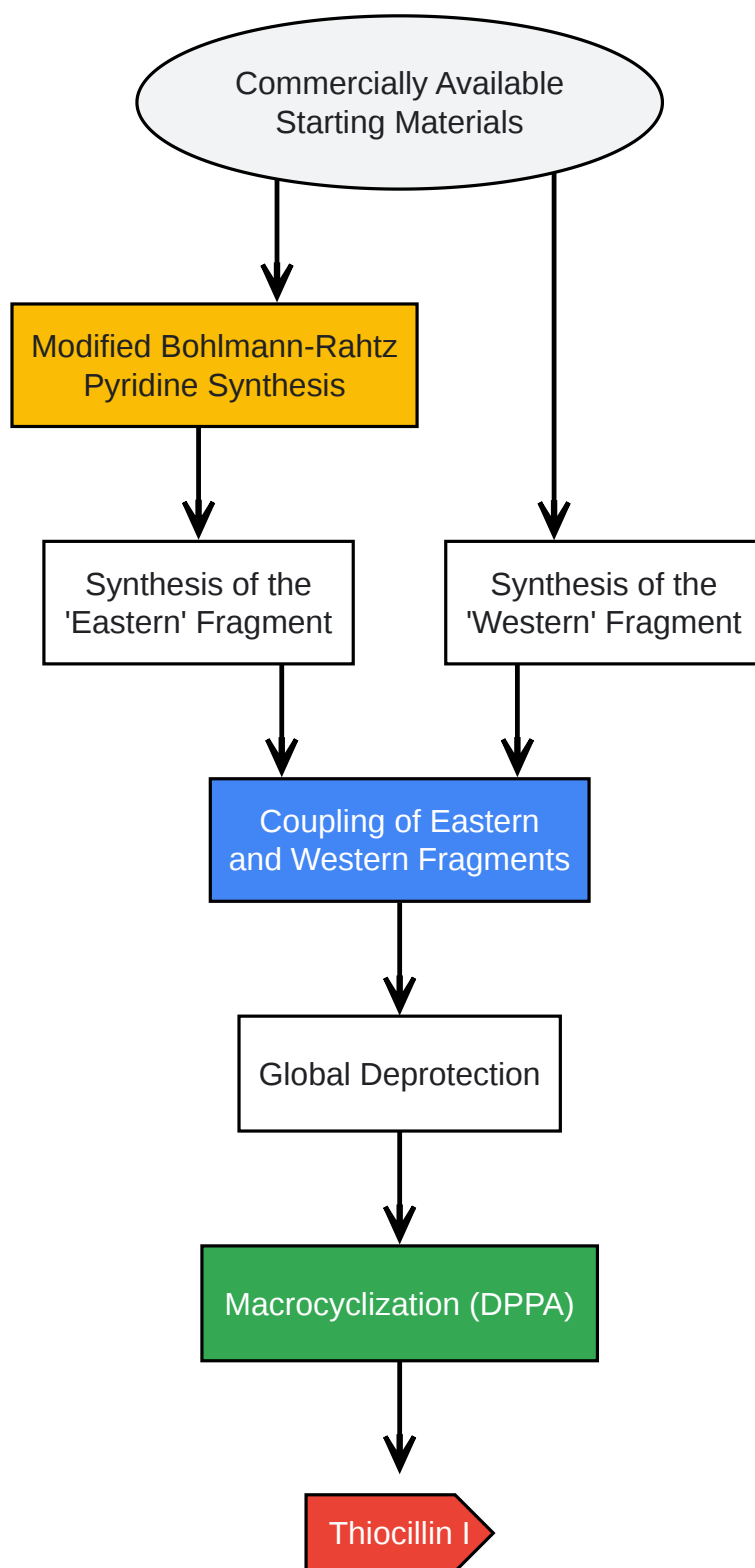 Commercially Available
Starting Materials
Modified Bohlmann-Rahtz
Pyridine Synthesis
Synthesis of the
'Eastern' Fragment
Synthesis of the
'Western' Fragment
Coupling of Eastern
and Western Fragments
Global Deprotection
Macrocyclization (DPPA)
Thiocillin I